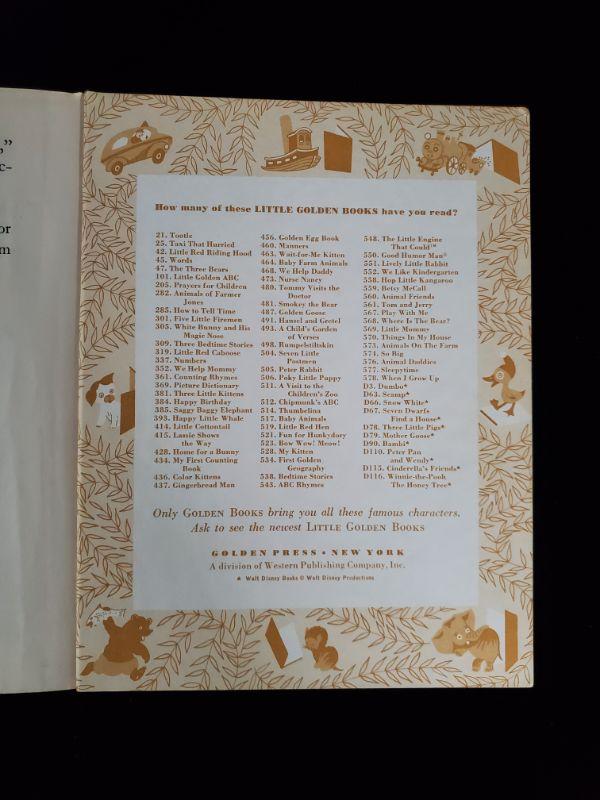 ,"
c-
or
m
How many of these LITTLE GOLDEN BOOKS have you read?
21. Tootle
25. Taxi That Hurried
42. Little Red Riding Hood
45. Words
47. The Three Bears
101. Little Golden ABC
205. Prayers for Children
282. Animals of Farmer
Jones
285. How to Tell Time
301. Five Little Firemen
305. White Bunny and His
Magic Nose
309. Three Bedtime Stories
319. Little Red Caboose
337. Numbers
352. We Help Mommy
361. Counting Rhymes
369. Picture Dictionary
381. Three Little Kittens
384. Happy Birthday
385. Saggy Baggy Elephant
393. Happy Little Whale
414. Little Cottontail
415. Lassie Shows
the Way
428. Home for a Bunny
434. My First Counting
Book
436. Color Kittens
437. Gingerbread Man
456. Golden Egg Book
460. Manners
463. Wait-for-Me Kitten
464. Baby Farm Animals
468. We Help Daddy
473. Nurse Nancy
480. Tommy Visits the
Doctor
481. Smokey the Bear
487. Golden Goose
491. Hansel and Gretel
493. A Child's Garden
of Verses
498. Rumpelstiltskin
504. Seven Little
Postmen
505. Peter Rabbit
506. Poky Little Puppy
511. A Visit to the
Children's Zoo
512. Chipmunk's ABC
514. Thumbelina
517. Baby Animals
519. Little Red Hen
521. Fun for Hunkydory
523. Bow Wow! Meow!
528. My Kitten
534. First Golden
Geography
538. Bedtime Stories
543. ABC Rhymes
548. The Little Engine
That Could™
550. Good Humor Man®
551. Lively Little Rabbit
552. We Like Kindergarten
558. Hop Little Kangaroo
559. Betsy McCall
560. Animal Friends
561. Tom and Jerry
567. Play With Me
568. Where Is The Bear?
569. Little Mommy
570. Things In My House
573. Animals On The Farm
574. So Big
576. Animal Daddies
577. Sleepytime
578. When I Grow Up
D3. Dumbo★
D63. Scamp★
D66. Snow White★
D67. Seven Dwarfs
Find a House★
D78. Three Little Pigs★
D79. Mother Goose★
D90. Bambi★
D110. Peter Pan
and Wendy★
D115. Cinderella's Friends★
D116. Winnie-the-Pooh
The Honey Tree★
Only GOLDEN BOOKS bring you all these famous characters.
Ask to see the newest LITTLE GOLDEN BOOKS
GOLDEN PRESS • NEW YORK
A division of Western Publishing Company, Inc.
★ Walt Disney Books © Walt Disney Productions